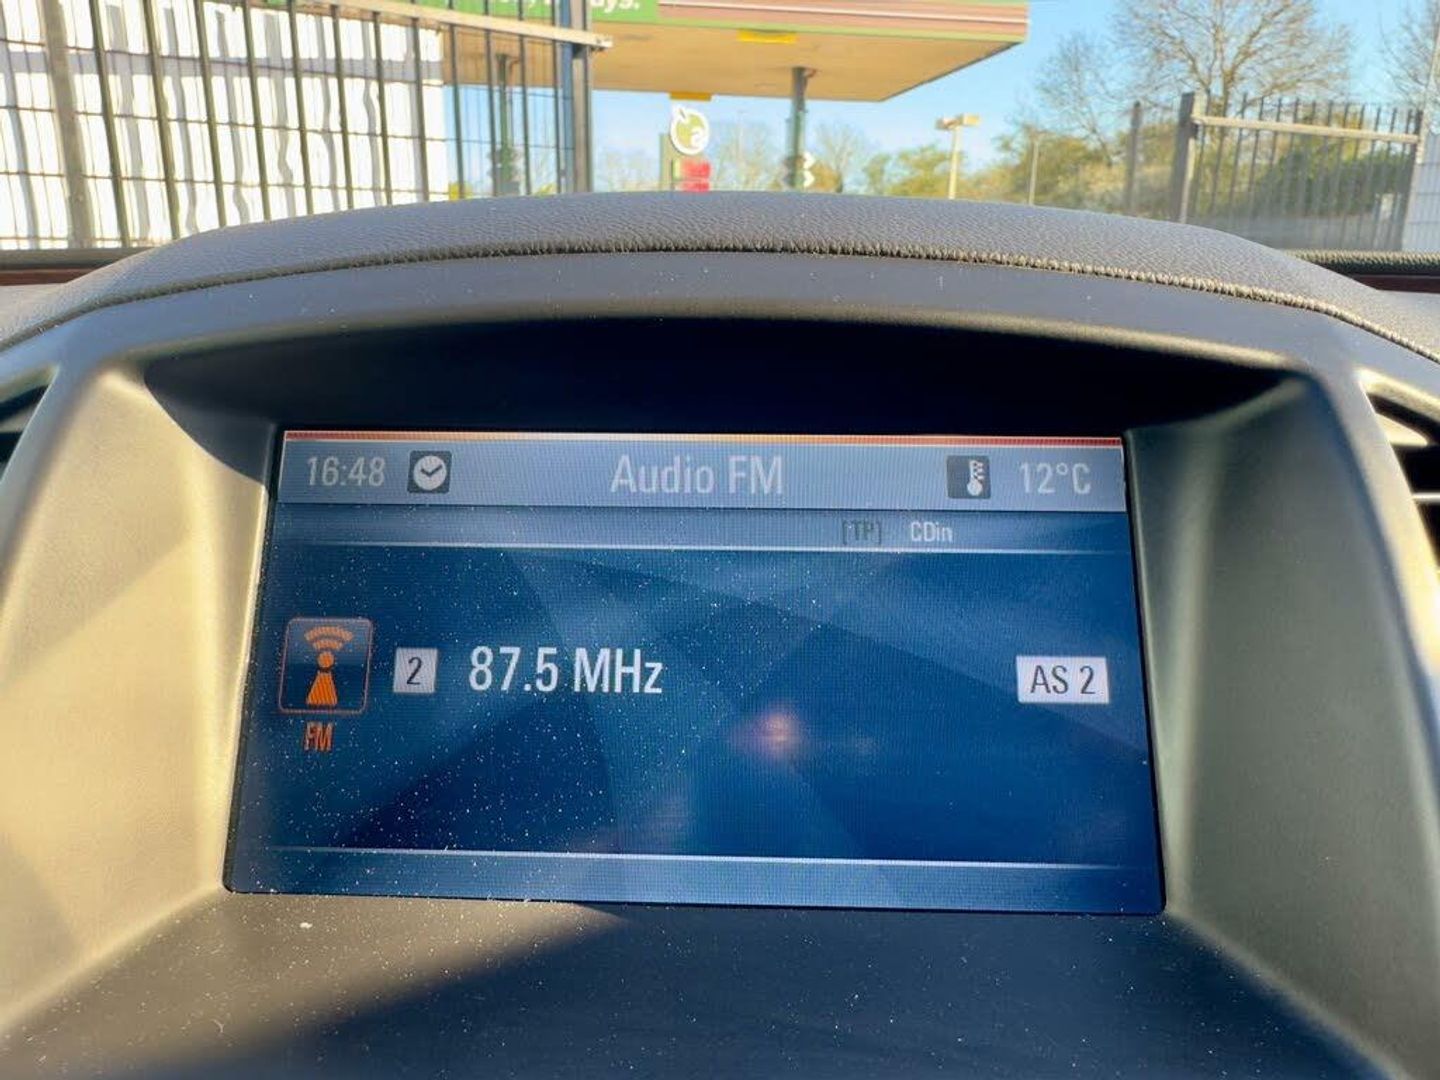 16:48 Audio FM 12°C
[TP] CDin
2 87.5 MHz AS 2
FM